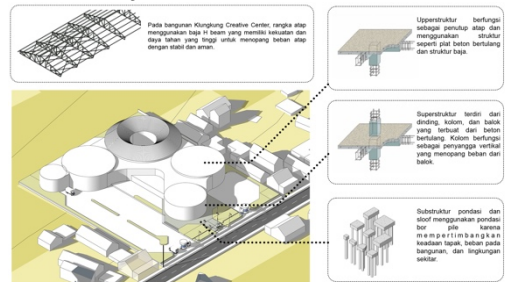 Pada bangunan Klungkung Creative Center, rangka atap
menggunakan baja H beam yang memiliki kekuatan dan
daya tahan yang tinggi untuk menopang beban atap
dengan stabil dan aman.
Upperstruktur berfungsi
sebagai penutup atap dan
menggunakan struktur
seperti plat beton bertulang
dan struktur baja.
Superstruktur terdiri dari
dinding, kolom, dan balok
yang terbuat dari beton
bertulang. Kolom berfungsi
sebagai penyangga vertikal
yang menopang beban dari
balok.
Substruktur pondasi dan
sloof menggunakan pondasi
bor pile karena
mempertimbangkan
keadaan tapak, beban pada
bangunan, dan lingkungan
sekitar.